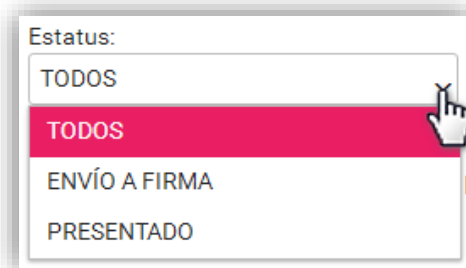 Estatus:
TODOS
TODOS
ENVÍO A FIRMA
PRESENTADO